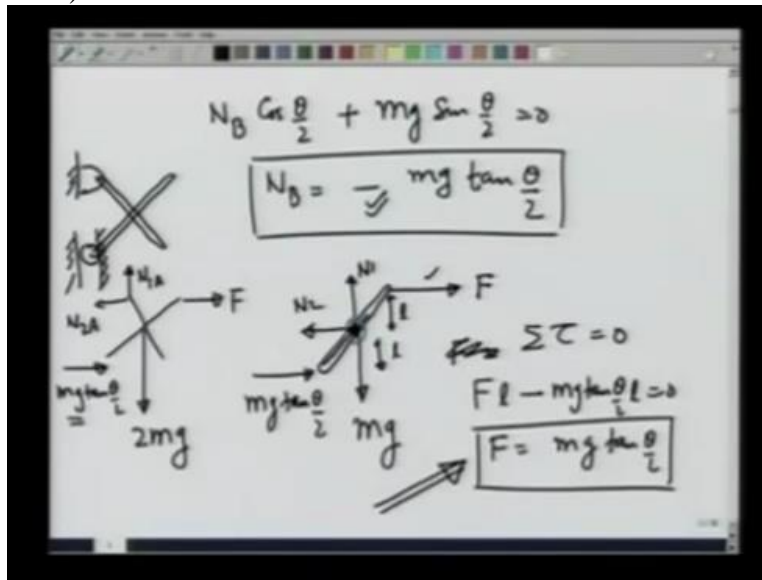 N_B Cos θ/2 + mg Sin θ/2 = 0
N_B = - mg tan θ/2
N_1A
N_2A
F
mg tan θ/2
2mg
N1
N2
F
l
l
mg tan θ/2
mg
Στ = 0
Fl - mg tan θ/2 l = 0
F = mg tan θ/2